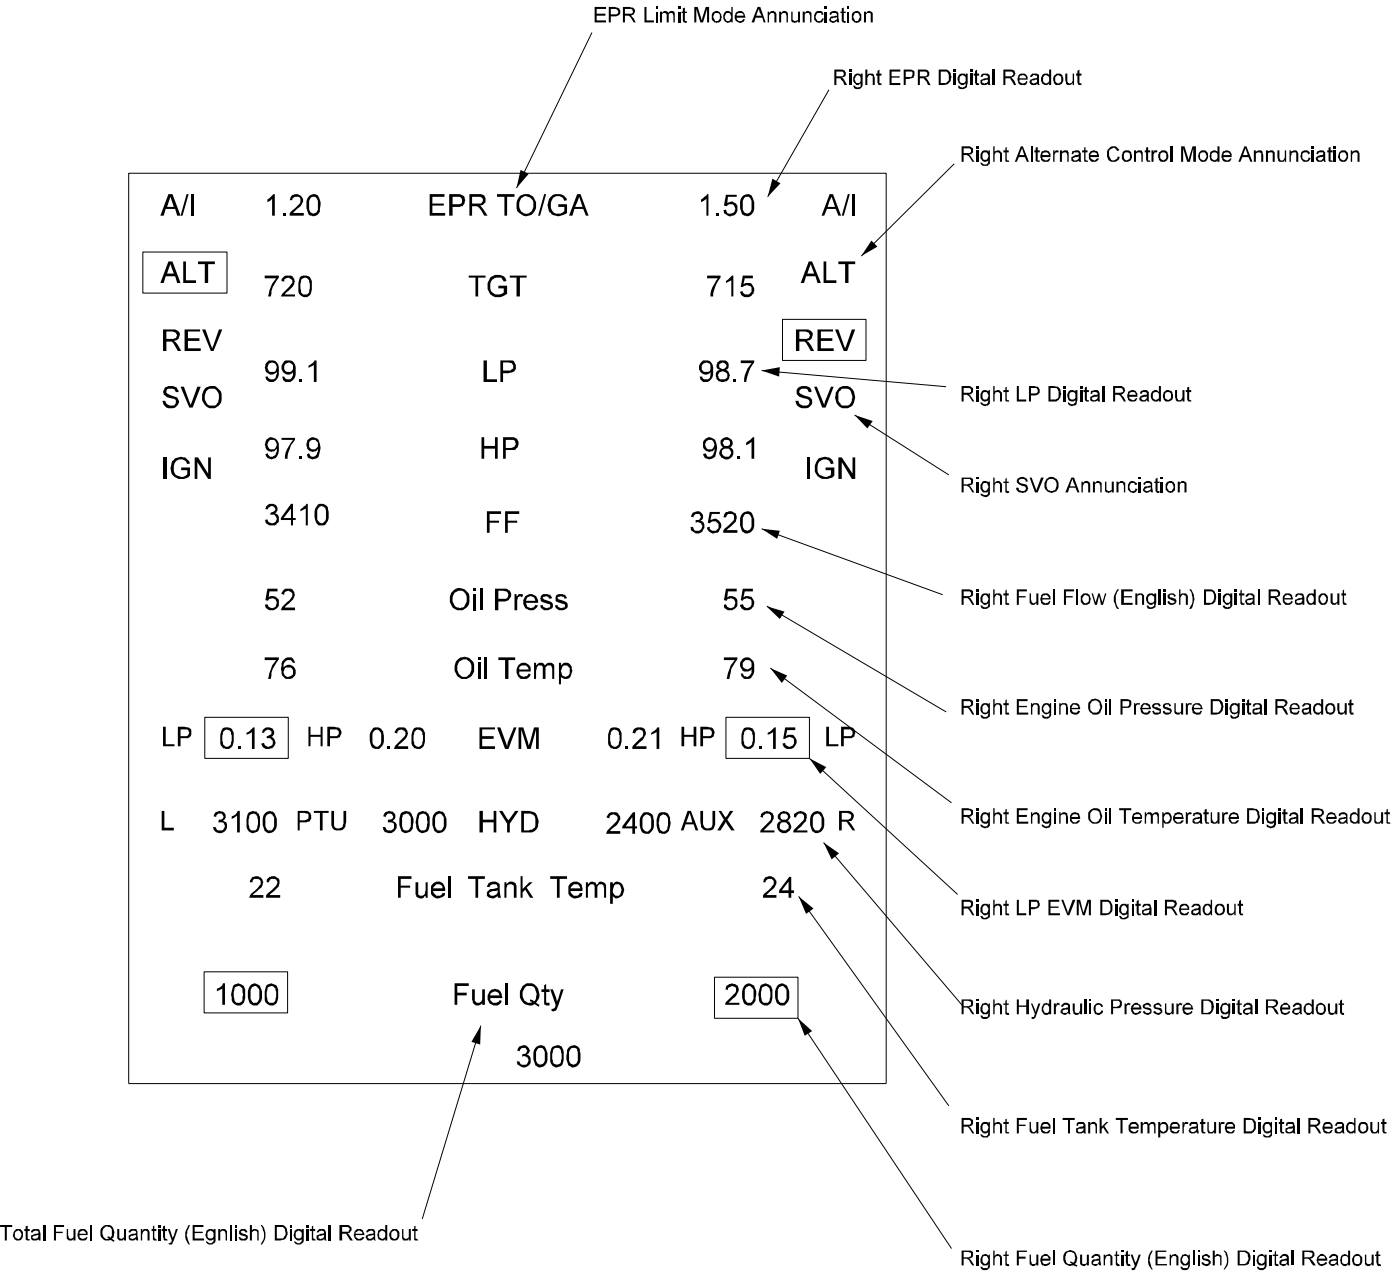 EPR Limit Mode Annunciation
Right EPR Digital Readout
Right Alternate Control Mode Annunciation
A/I 1.20 EPR TO/GA 1.50 A/I
ALT 720 TGT 715 ALT
REV REV
99.1 LP 98.7
Right LP Digital Readout
SVO SVO
97.9 HP 98.1
IGN IGN
Right SVO Annunciation
3410 FF 3520
52 Oil Press 55
Right Fuel Flow (English) Digital Readout
76 Oil Temp 79
Right Engine Oil Pressure Digital Readout
LP 0.13 HP 0.20 EVM 0.21 HP 0.15 LP
L 3100 PTU 3000 HYD 2400 AUX 2820 R
Right Engine Oil Temperature Digital Readout
22 Fuel Tank Temp 24
Right LP EVM Digital Readout
1000 Fuel Qty 2000
Right Hydraulic Pressure Digital Readout
3000
Right Fuel Tank Temperature Digital Readout
Total Fuel Quantity (Egnlish) Digital Readout
Right Fuel Quantity (English) Digital Readout